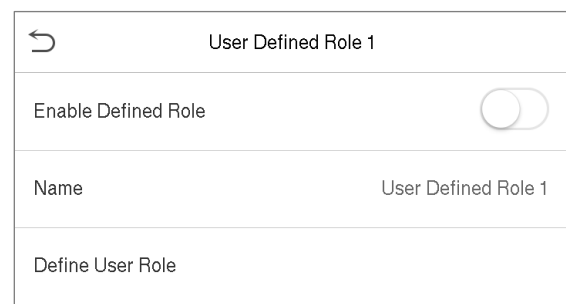 User Defined Role 1
Enable Defined Role
Name User Defined Role 1
Define User Role